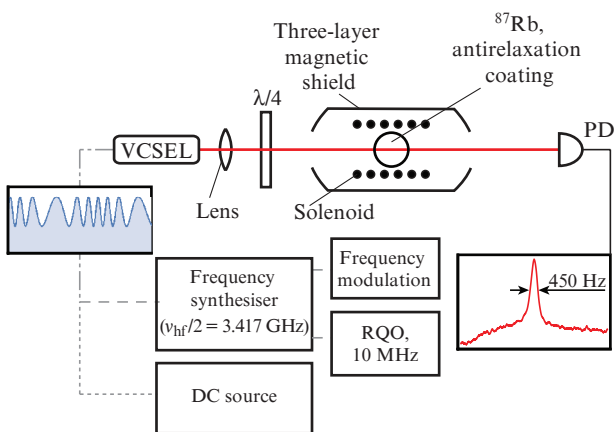 ⁸⁷Rb,
Three-layer
antirelaxation
magnetic
coating
shield
λ/4
PD
VCSEL
Lens
Solenoid
Frequency
modulation
450 Hz
Frequency
synthesiser
(ν_hf/2 = 3.417 GHz)
RQO,
10 MHz
DC source